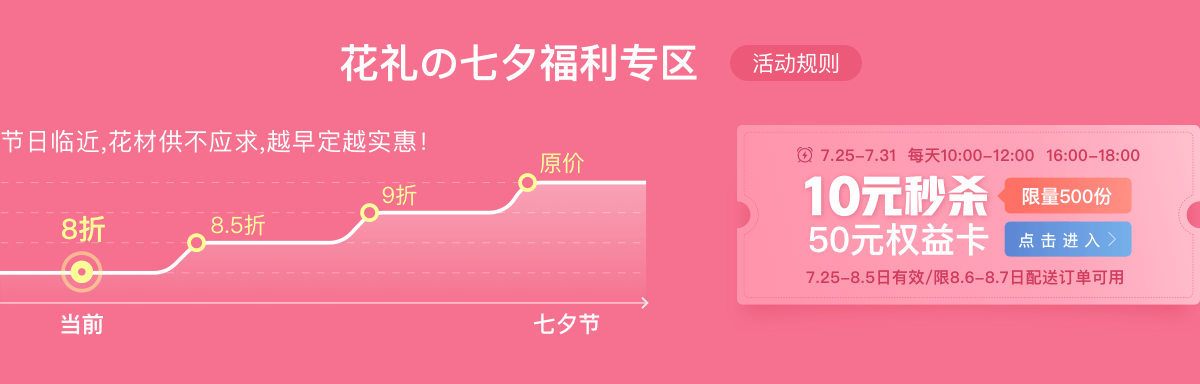 花礼の七夕福利专区
活动规则
节日临近,花材供不应求,越早定越实惠!
8折
8.5折
9折
原价
当前
七夕节
7.25-7.31 每天10:00-12:00 16:00-18:00
10元秒杀
限量500份
50元权益卡
点击进入 >
7.25-8.5日有效/限8.6-8.7日配送订单可用